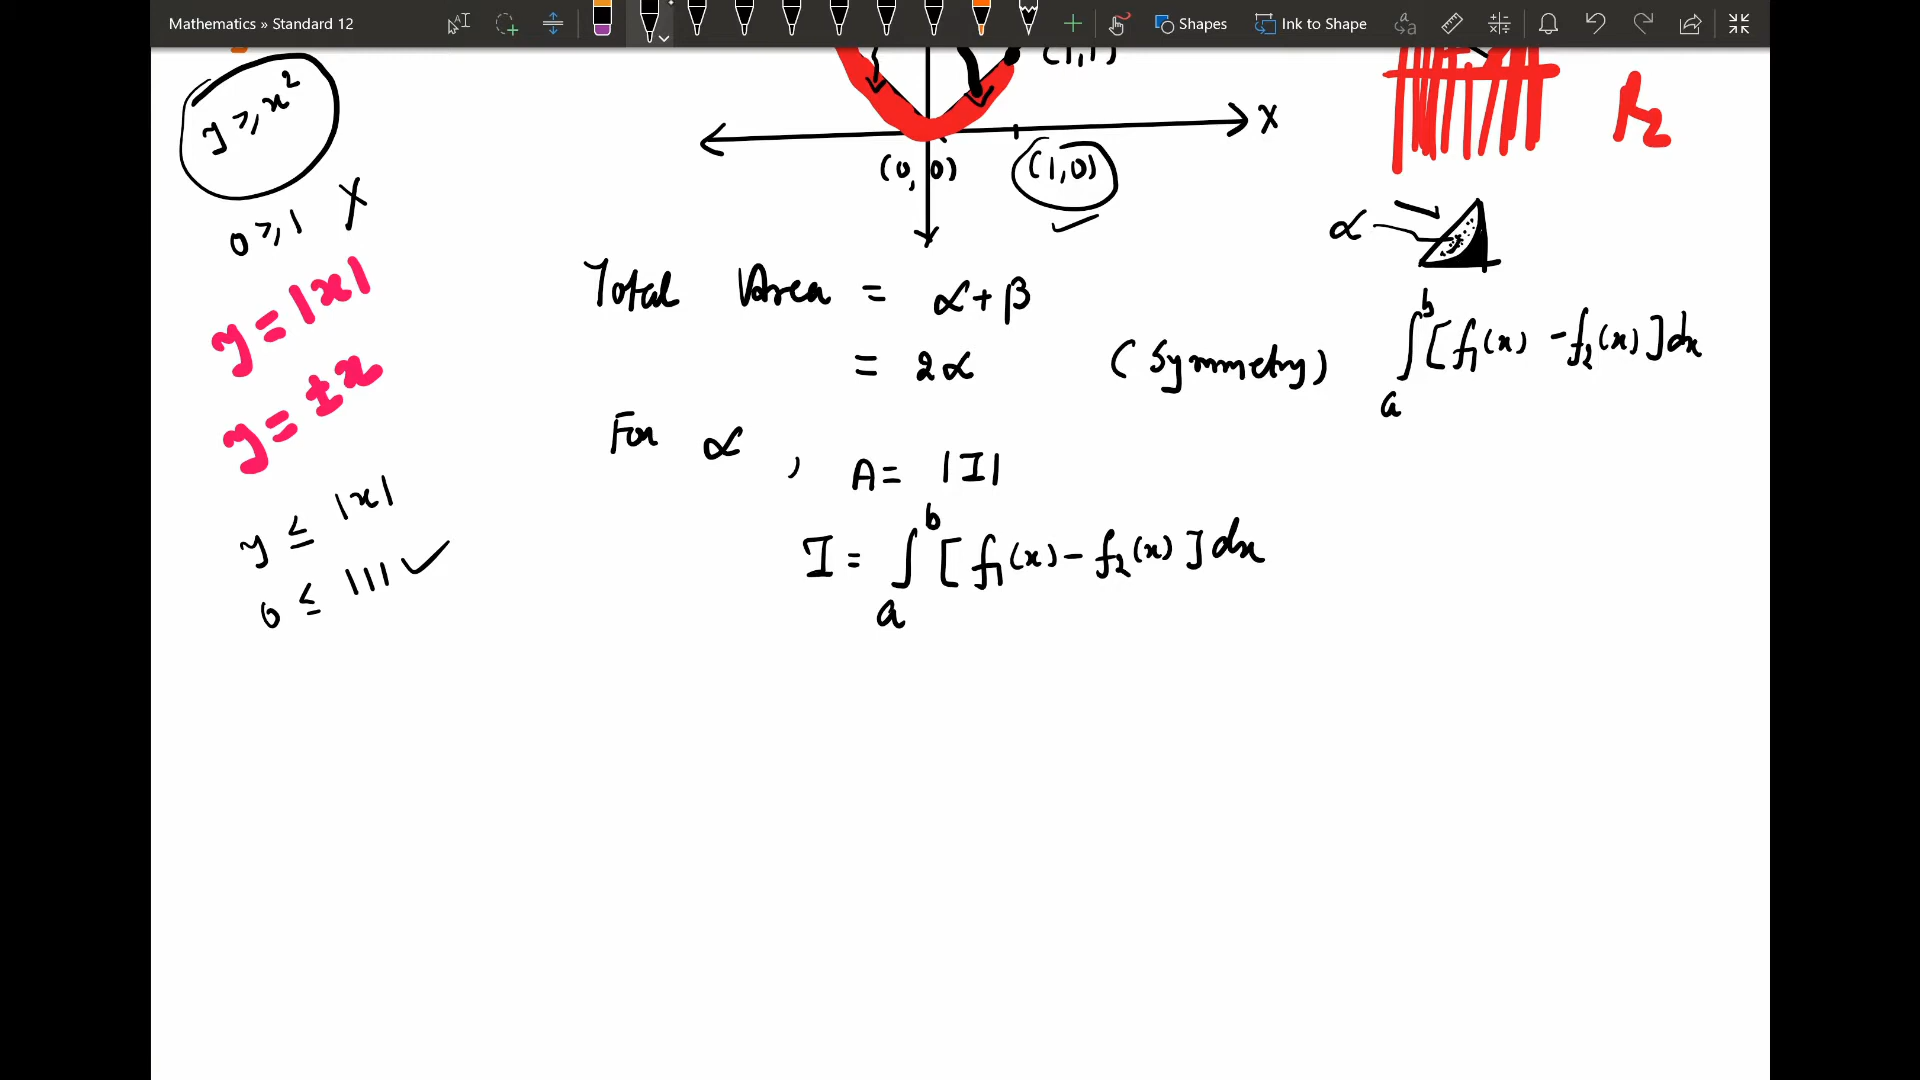 Mathematics » Standard 12
Shapes
Ink to Shape
y ⩾ x²
0 ⩾ 1 X
y = |x|
y = ±x
y ≤ |x|
0 ≤ |1| ✓
(1,1)
X
(0,0)
(1,0)
R₂
α
Total Area = α+β
= 2α (Symmetry)
∫ₐᵇ [f₁(x) - f₂(x)]dx
For α , A = |I|
I = ∫ₐᵇ [f₁(x) - f₂(x)]dx